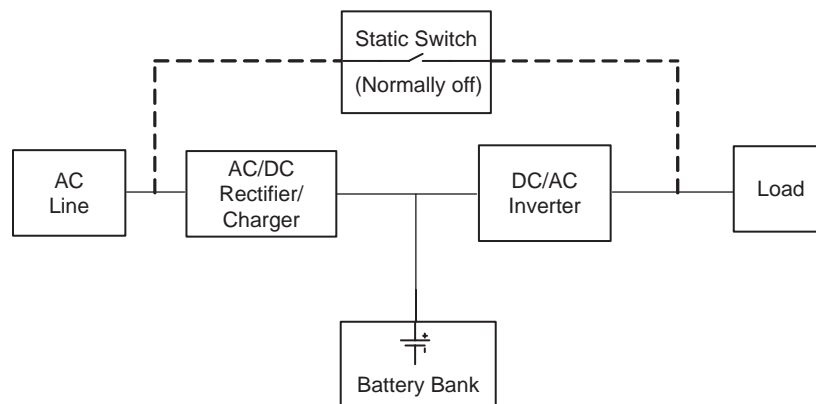 Static Switch
(Normally off)
AC
Line
AC/DC
Rectifier/
Charger
DC/AC
Inverter
Load
+
Battery Bank